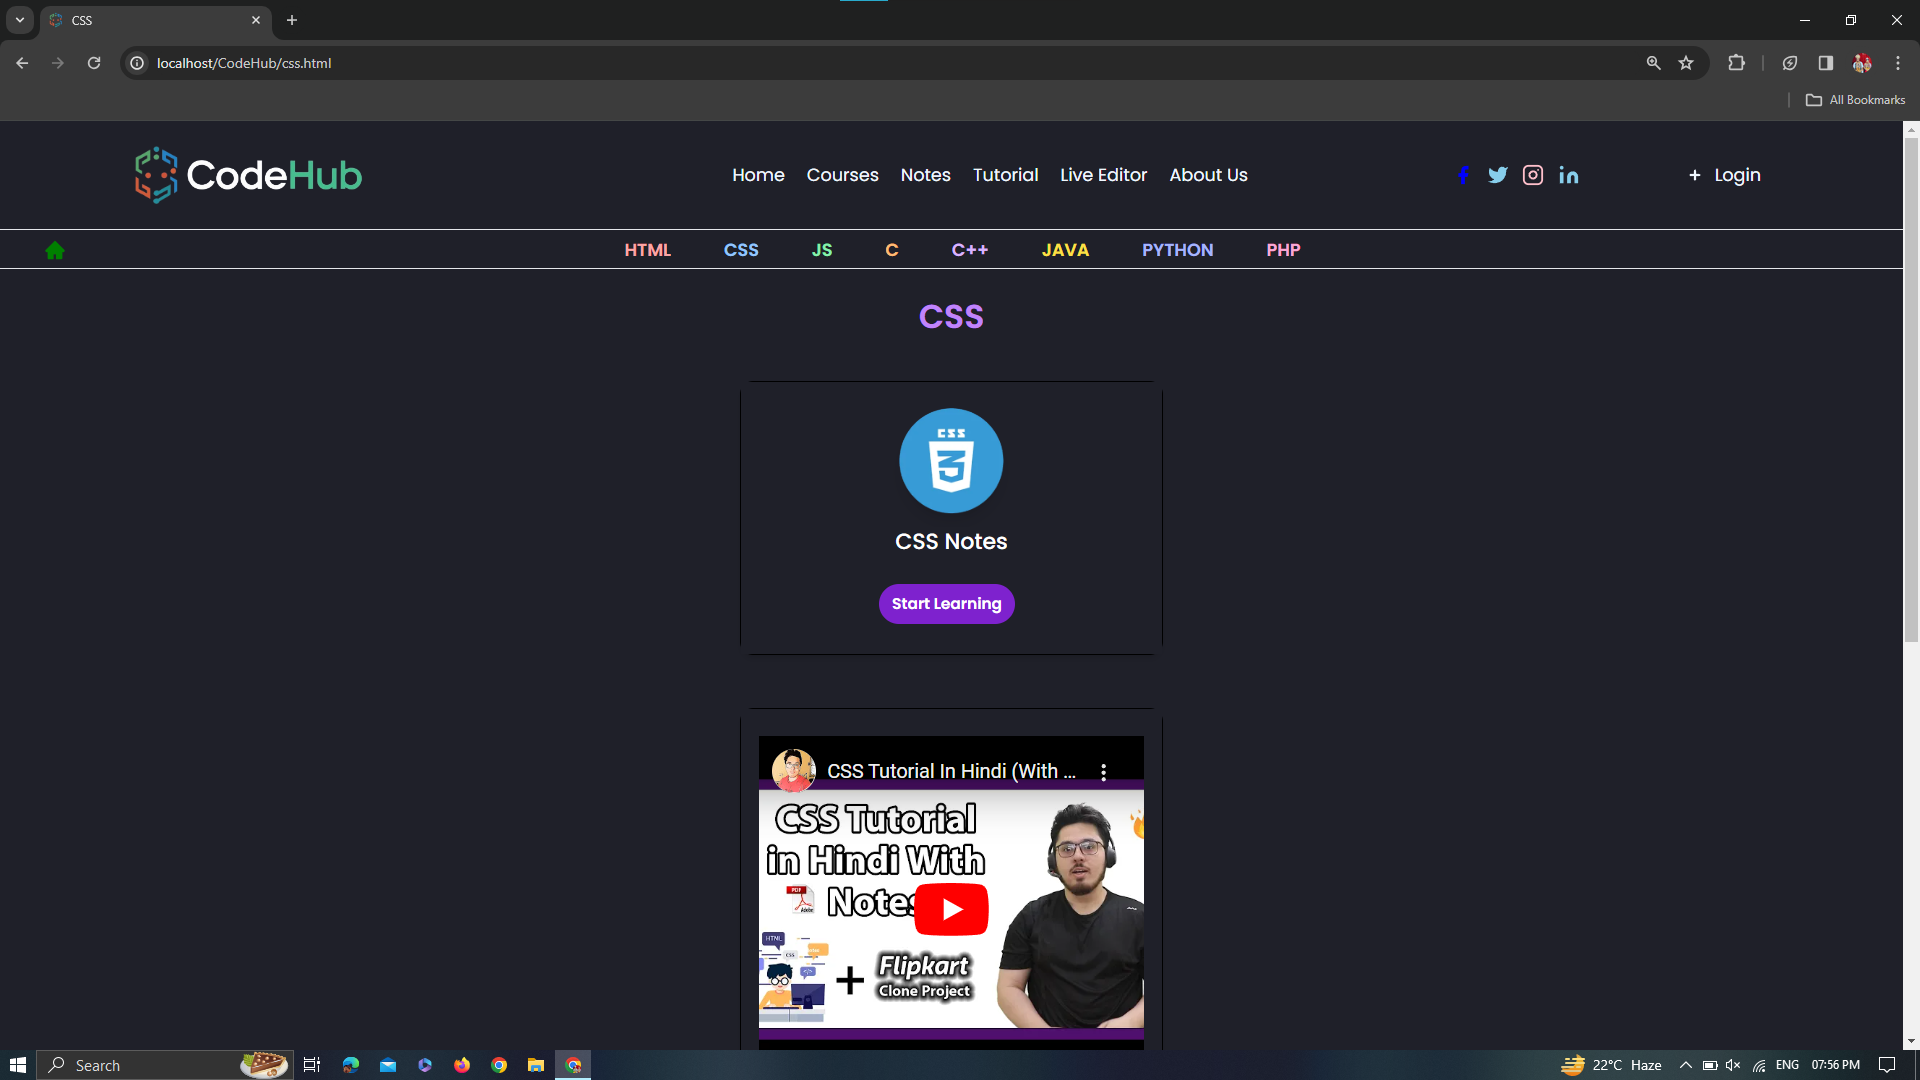 CSS
localhost/CodeHub/css.html
All Bookmarks
CodeHub
Home Courses Notes Tutorial Live Editor About Us
+ Login
HTML CSS JS C C++ JAVA PYTHON PHP
CSS
CSS
3
CSS Notes
Start Learning
CSS Tutorial In Hindi (With ...
CSS Tutorial
in Hindi With
Notes
PDF
Adobe
HTML
CSS
+ Flipkart
Clone Project
Search
22°C Haze
ENG
07:56 PM